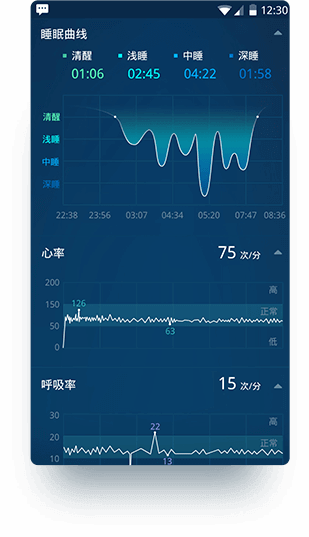 12:30
睡眠曲线
清醒 浅睡 中睡 深睡
01:06 02:45 04:22 01:58
清醒
浅睡
中睡
深睡
22:38 23:56 03:07 04:34 05:20 07:47 08:36
心率 75 次/分
200
150
100
50
0
126
63
高
正常
低
呼吸率 15 次/分
30
20
10
22
13
高
正常